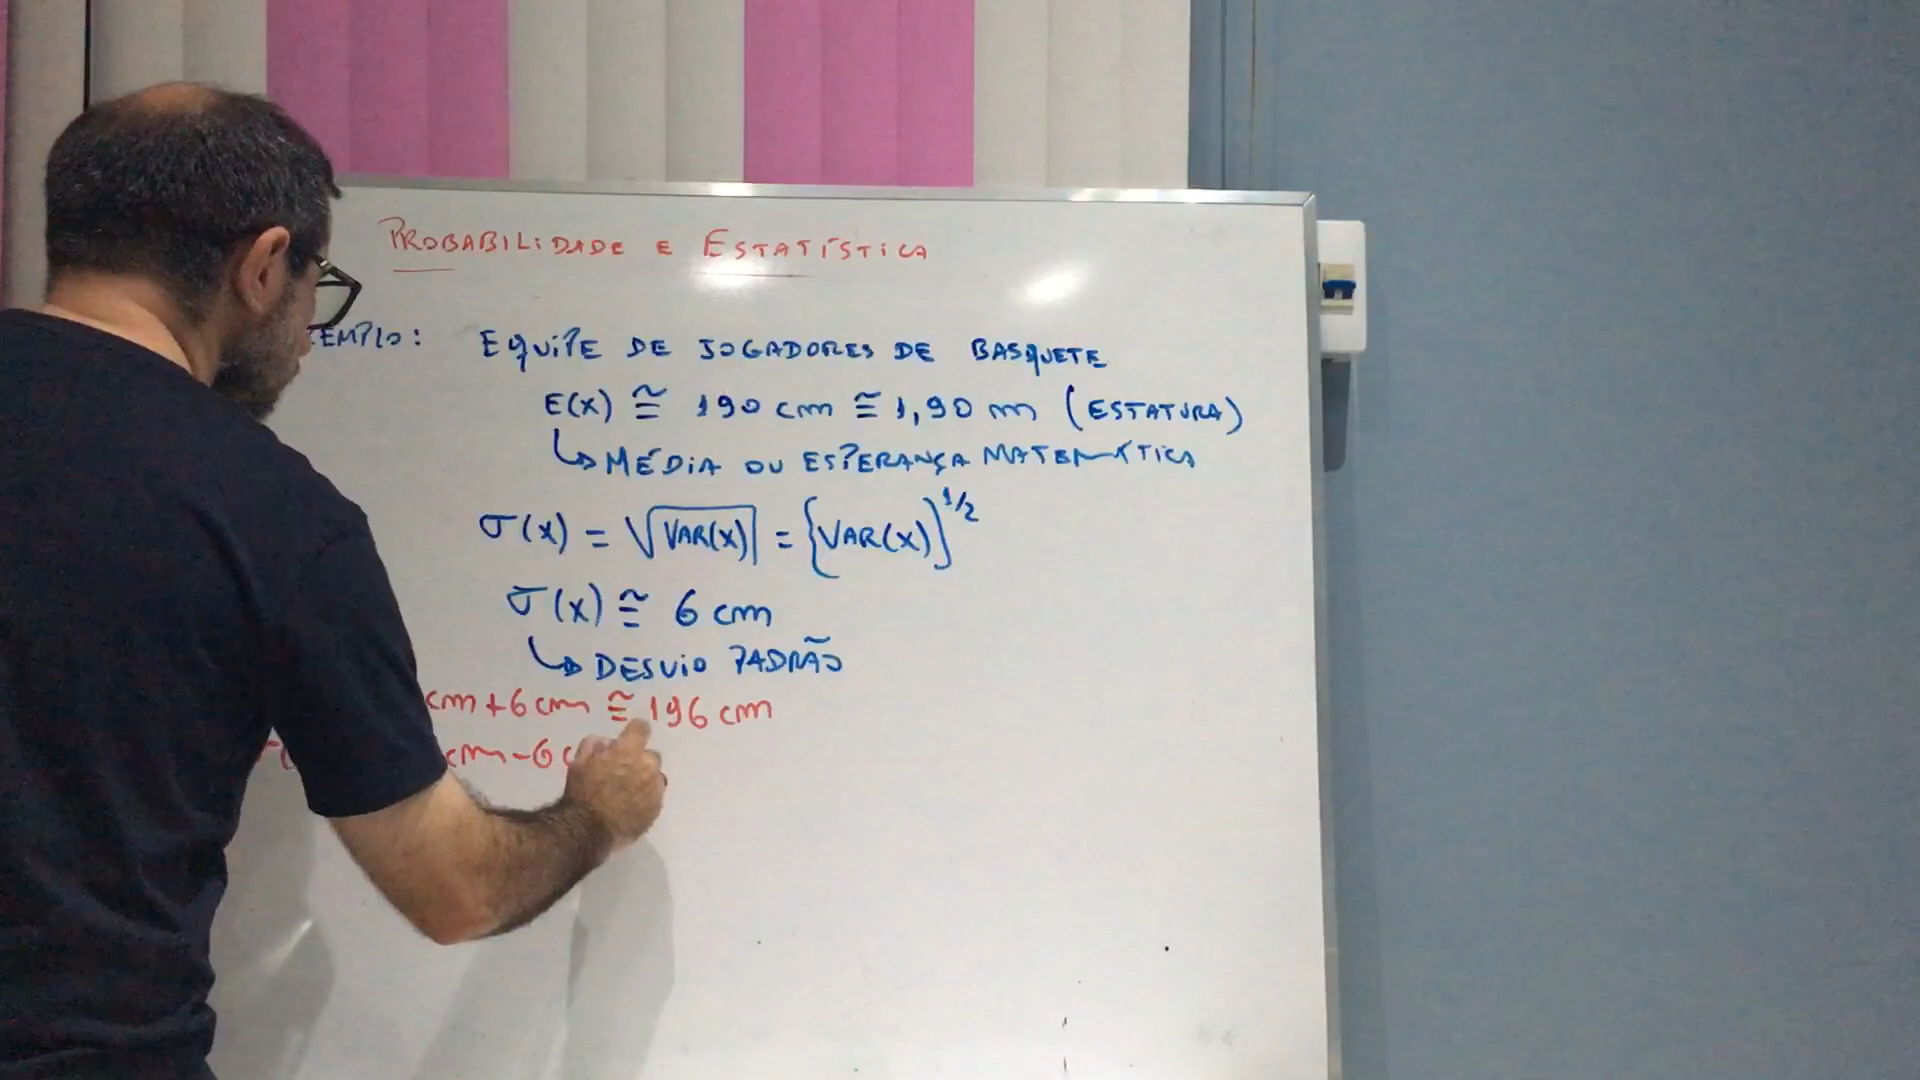 PROBABILIDADE E ESTATÍSTICA
EMPLO: EQUIPE DE JOGADORES DE BASQUETE
E(X) ≅ 190 cm ≅ 1,90 m (ESTATURA)
↳ MÉDIA OU ESPERANÇA MATEMÁTICA
σ(X) = √VAR(X) = {VAR(X)}^1/2
σ(X) ≅ 6 cm
↳ DESVIO PADRÃO
cm + 6 cm ≅ 196 cm
cm - 6 c